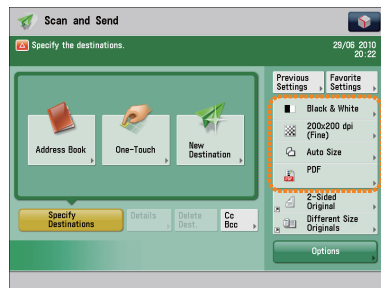 Scan and Send
Specify the destinations.
29/06 2010
20:22
Previous
Settings
Favorite
Settings
Black & White
200x200 dpi
(Fine)
Auto Size
PDF
2-Sided
Original
Different Size
Originals
Options
Address Book
One-Touch
New
Destination
Specify
Destinations
Details
Delete
Dest.
Cc
Bcc